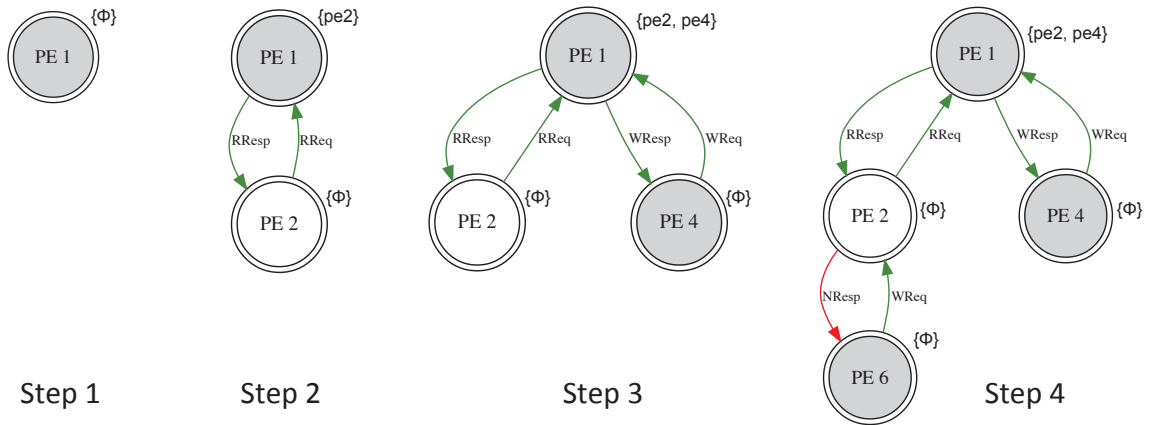 {Φ}
PE 1
Step 1
{pe2}
PE 1
RResp
RReq
{Φ}
PE 2
Step 2
{pe2, pe4}
PE 1
RResp
RReq
WResp
WReq
PE 2
{Φ}
PE 4
{Φ}
Step 3
{pe2, pe4}
PE 1
RResp
RReq
WResp
WReq
PE 2
{Φ}
PE 4
{Φ}
NResp
WReq
{Φ}
PE 6
Step 4